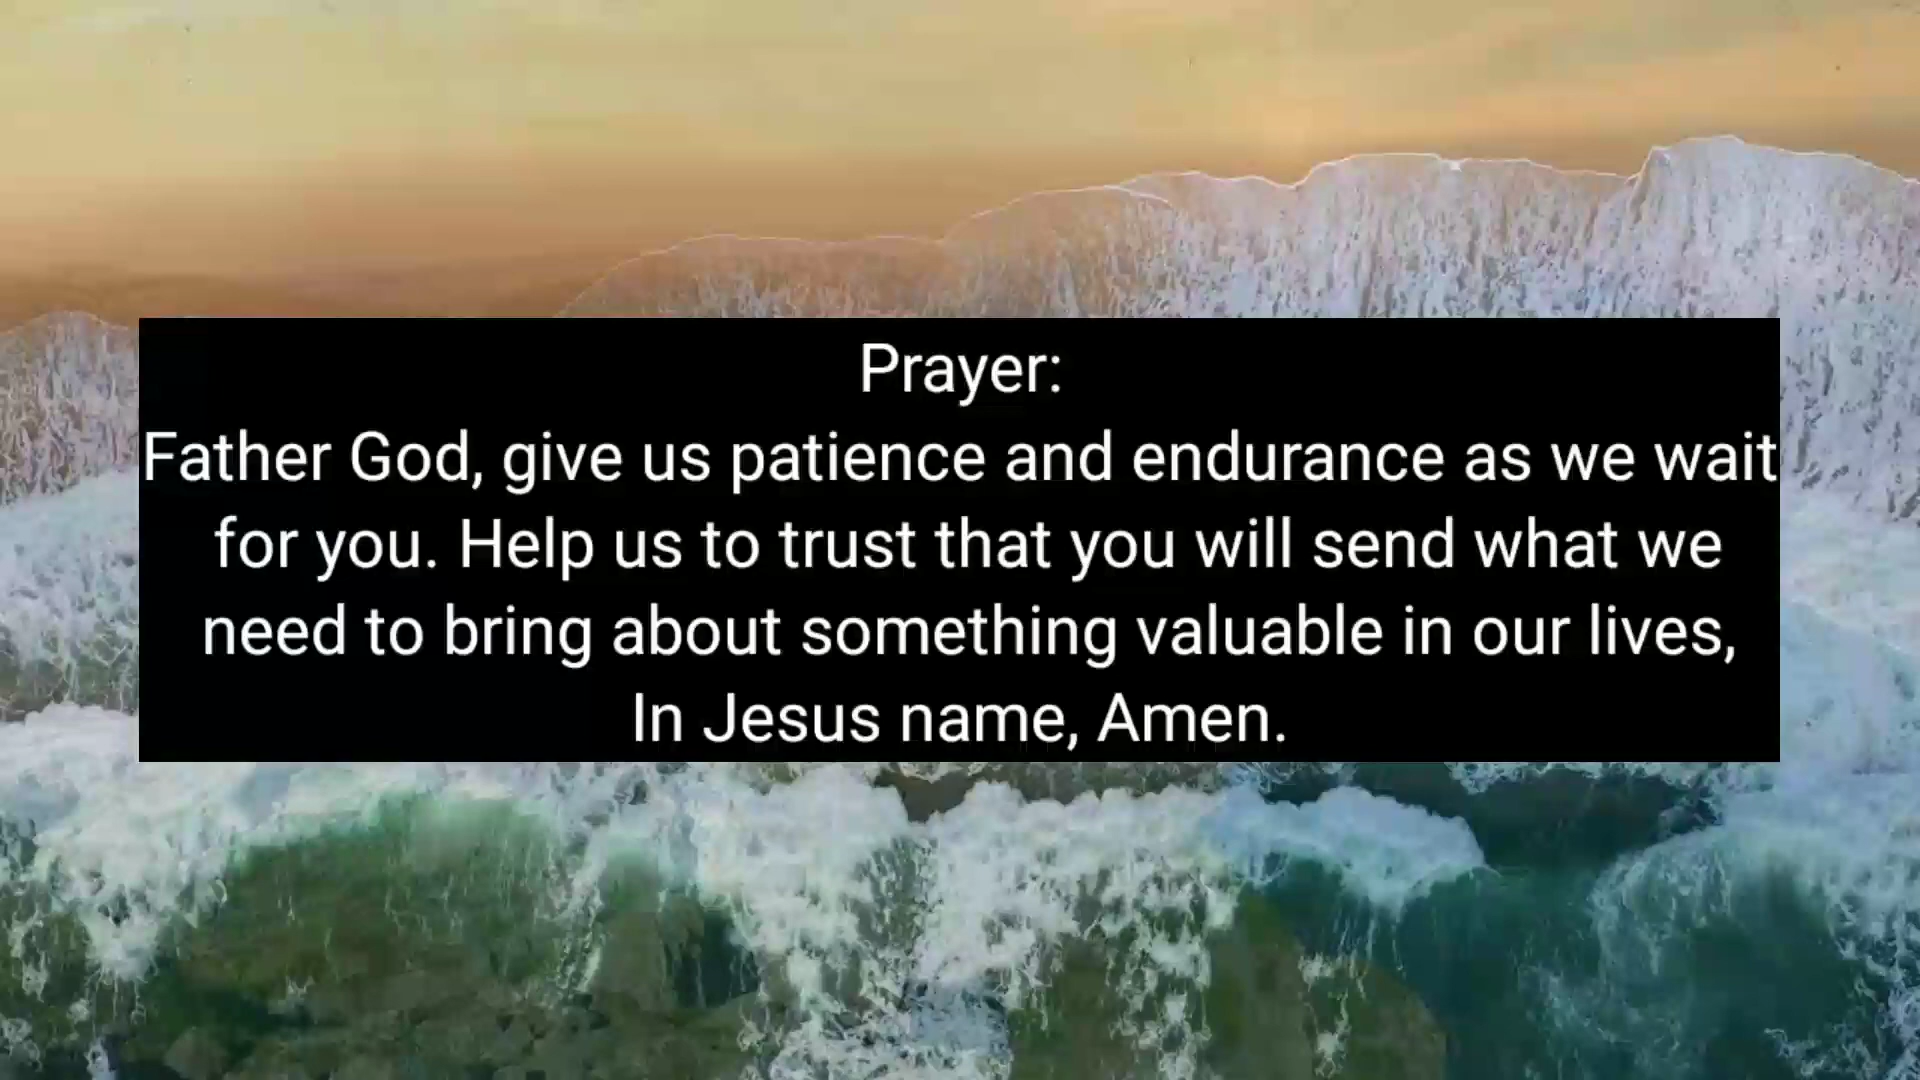 Prayer:
Father God, give us patience and endurance as we wait
for you. Help us to trust that you will send what we
need to bring about something valuable in our lives,
In Jesus name, Amen.